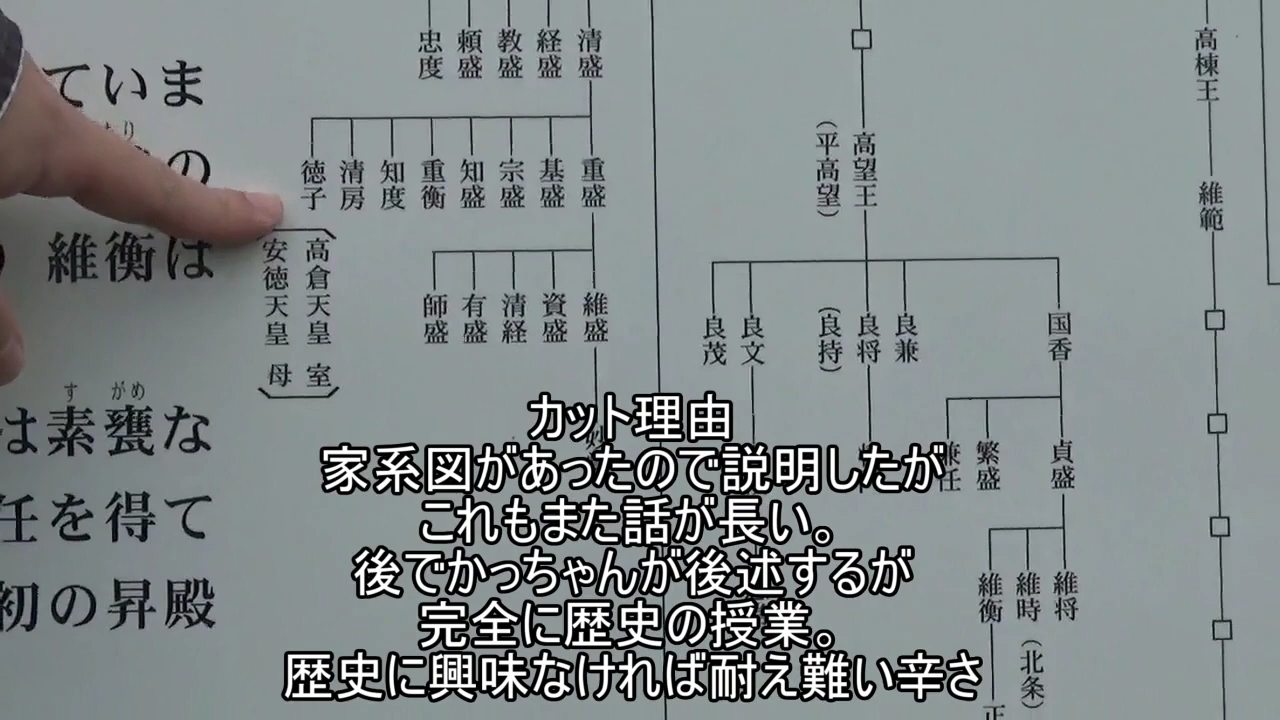 高棟王
維範
高望王
(平高望)
国香
良兼
良将
(良持)
良文
良茂
貞盛
繁盛
兼任
維将
維時
(北条)
維衡
正
清盛
経盛
教盛
頼盛
忠度
重盛
基盛
宗盛
知盛
重衡
知度
清房
徳子
高倉天皇 室
安徳天皇 母
維盛
資盛
清経
有盛
師盛
ていま
の
維衡は
す がめ
は素甕な
任を得て
初の昇殿
カット理由
家系図があったので説明したが
これもまた話が長い。
後でかっちゃんが後述するが
完全に歴史の授業。
歴史に興味なければ耐え難い辛さ